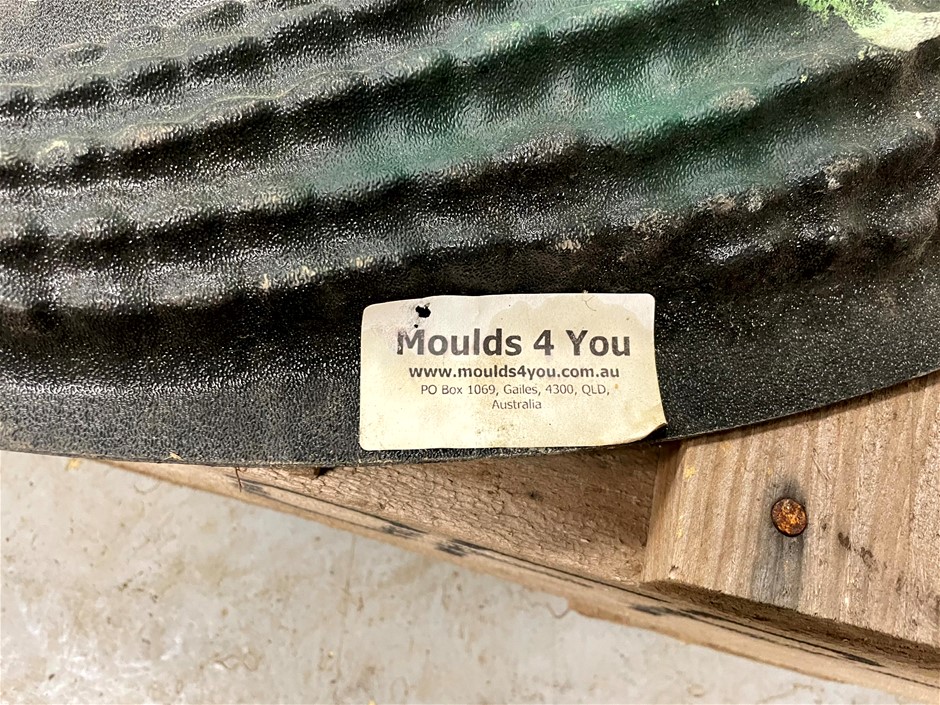 Moulds 4 You
www.moulds4you.com.au
PO Box 1069, Gailes, 4300, QLD,
Australia